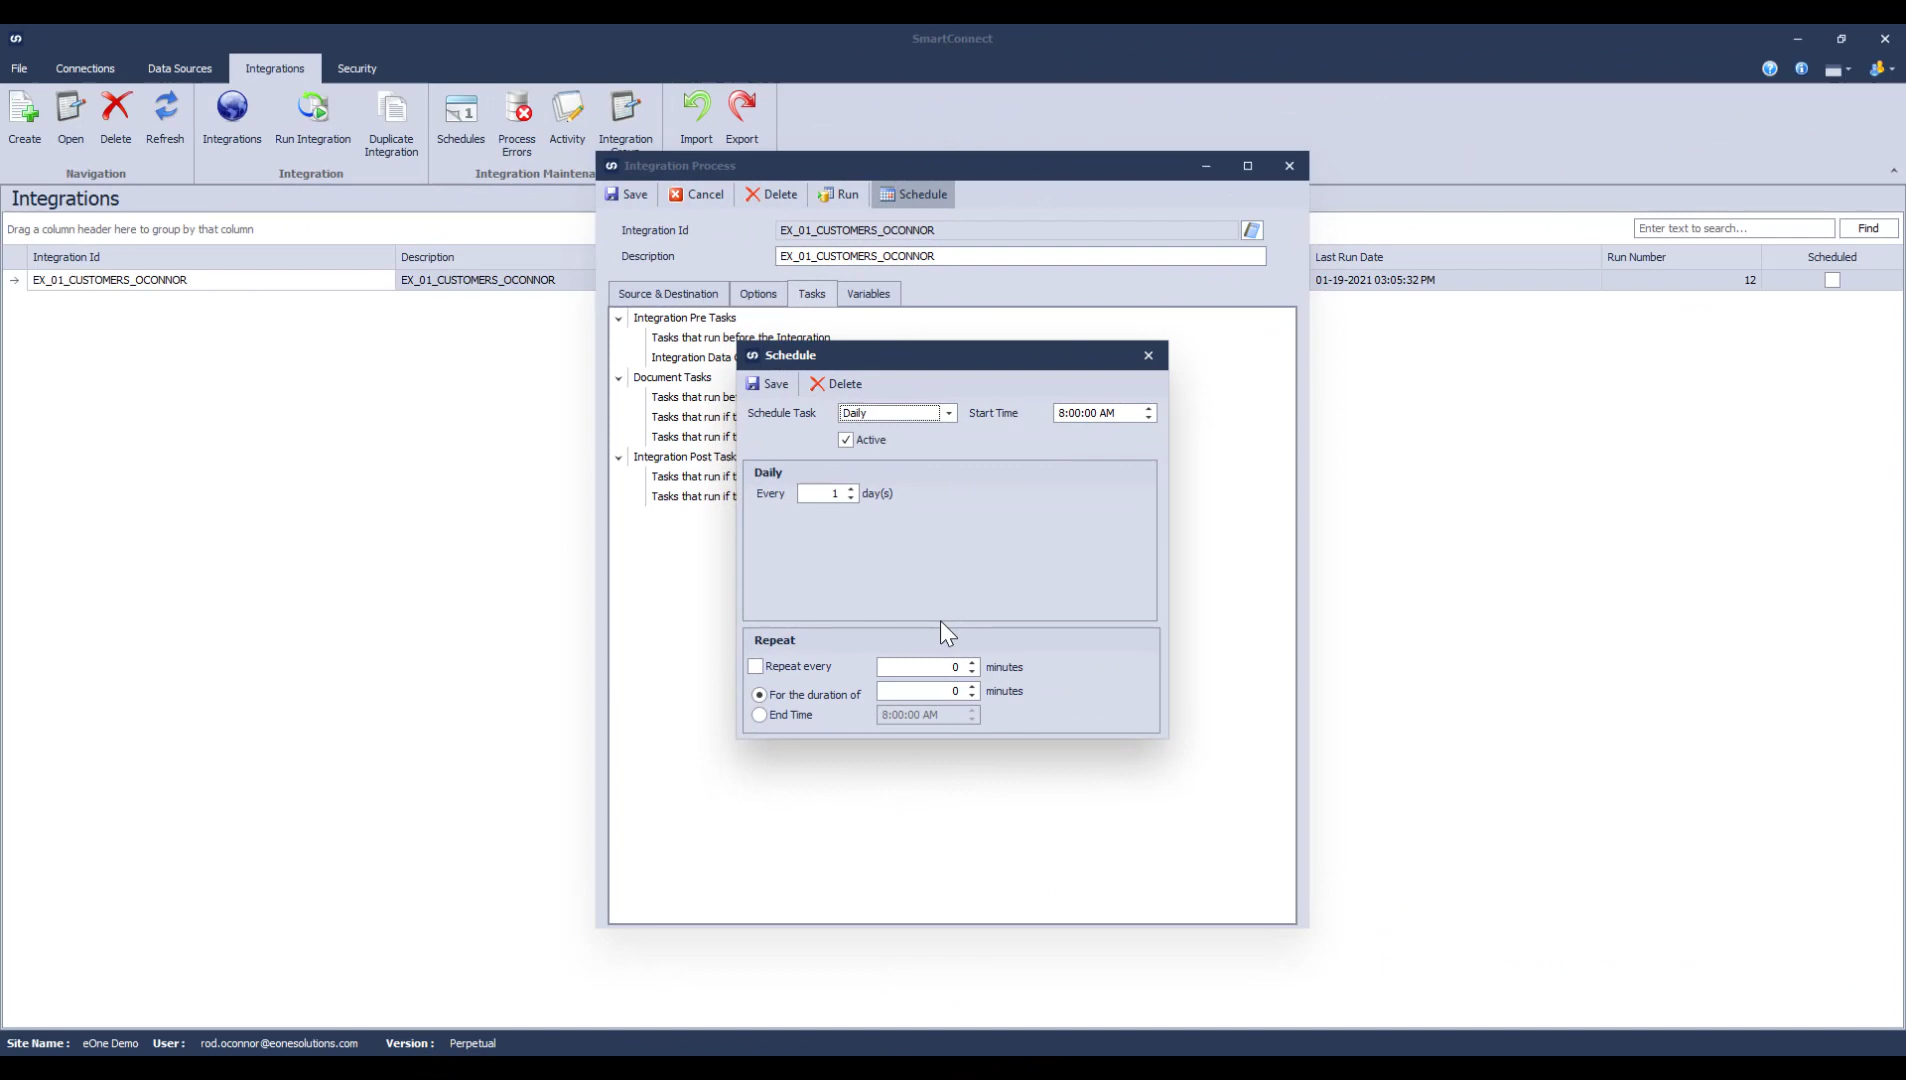 SmartConnect
File Connections Data Sources Integrations Security
Create Open Delete Refresh Integrations Run Integration Duplicate Integration Schedules Process Errors Activity Integration Import Export
Navigation Integration Integration Maintena
Integration Process
Save Cancel Delete Run Schedule
Integrations
Drag a column header here to group by that column
Enter text to search... Find
Integration Id EX_01_CUSTOMERS_OCONNOR
Description EX_01_CUSTOMERS_OCONNOR
Integration Id Description Last Run Date Run Number Scheduled
EX_01_CUSTOMERS_OCONNOR EX_01_CUSTOMERS_OCONNOR 01-19-2021 03:05:32 PM 12
Source & Destination Options Tasks Variables
Integration Pre Tasks
Tasks that run before the Integration
Integration Data
Document Tasks
Tasks that run be
Tasks that run if t
Tasks that run if t
Integration Post Task
Tasks that run if t
Tasks that run if t
Schedule
Save Delete
Schedule Task Daily Start Time 8:00:00 AM
Active
Daily
Every 1 day(s)
Repeat
Repeat every 0 minutes
For the duration of 0 minutes
End Time 8:00:00 AM
Site Name : eOne Demo User : rod.oconnor@eonesolutions.com Version : Perpetual